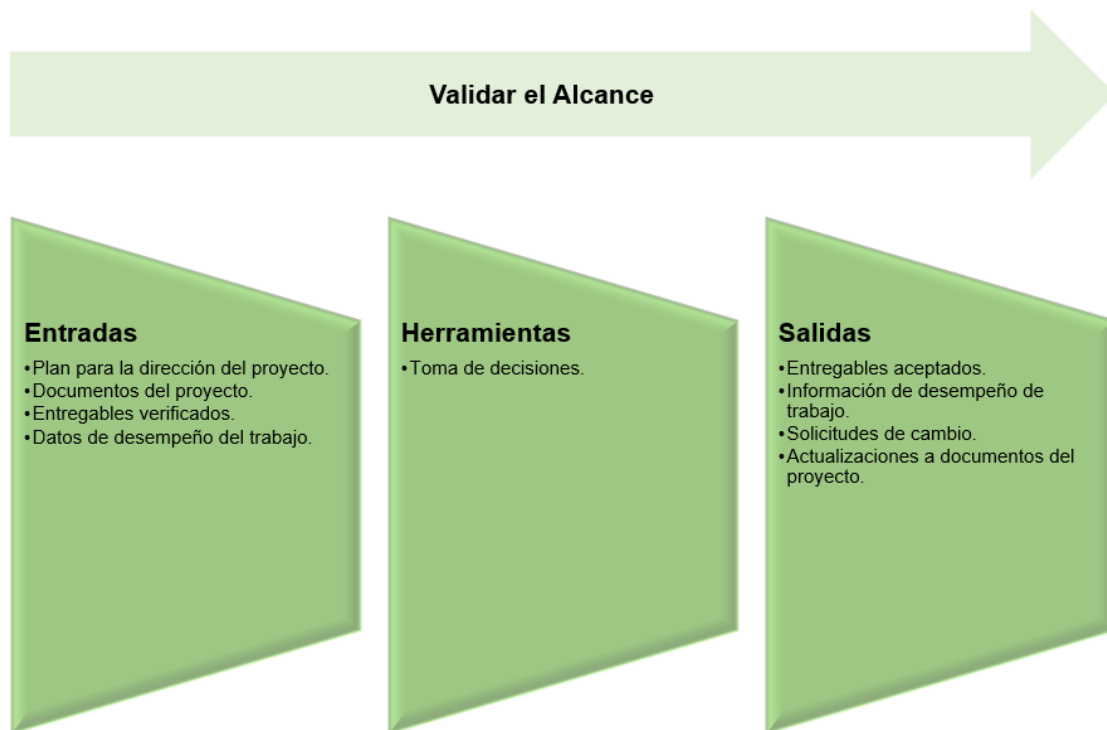 Validar el Alcance
Entradas
•Plan para la dirección del proyecto.
•Documentos del proyecto.
•Entregables verificados.
•Datos de desempeño del trabajo.
Herramientas
•Toma de decisiones.
Salidas
•Entregables aceptados.
•Información de desempeño de
trabajo.
•Solicitudes de cambio.
•Actualizaciones a documentos del
proyecto.